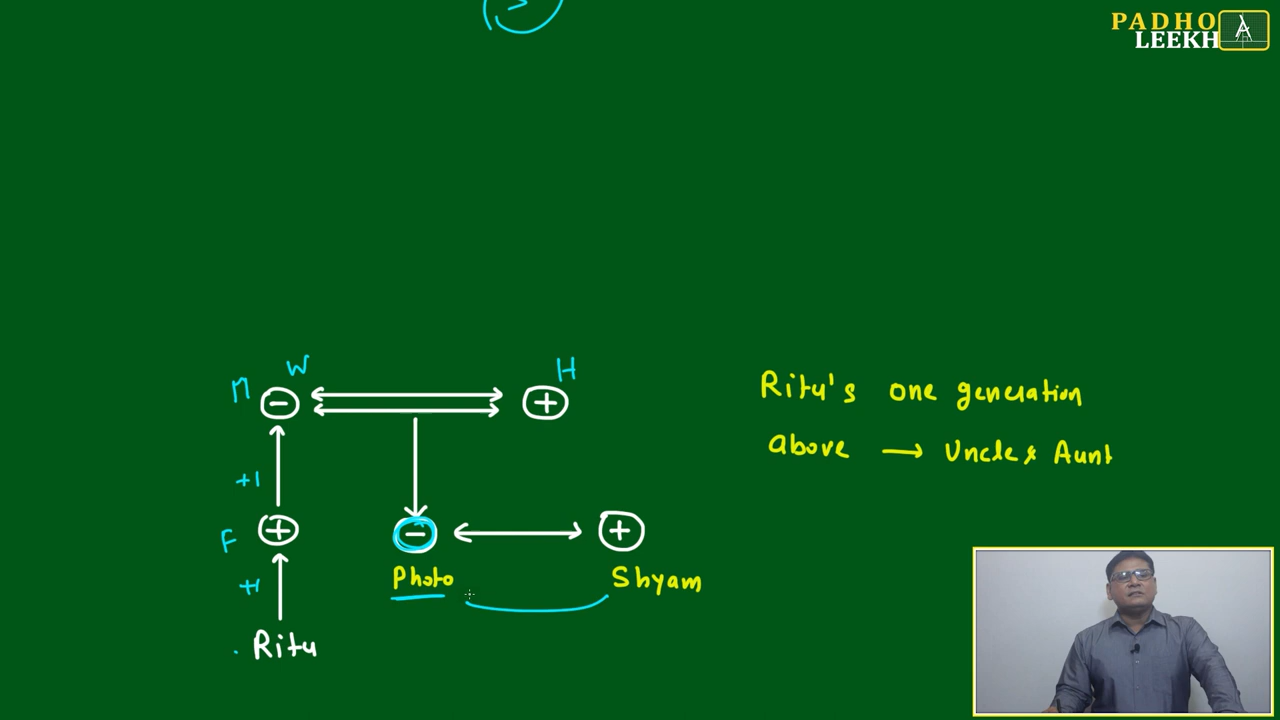 PADHO
LEEKH
M W H
− +
+1
F + − +
+1 Photo Shyam
Ritu
Ritu's one generation
above → Uncle & Aunt